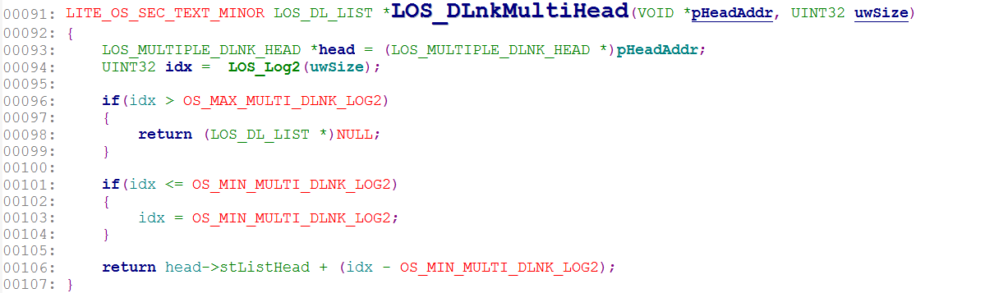 00091: LITE_OS_SEC_TEXT_MINOR LOS_DL_LIST *LOS_DLnkMultiHead(VOID *pHeadAddr, UINT32 uwSize)
00092: {
00093:     LOS_MULTIPLE_DLNK_HEAD *head = (LOS_MULTIPLE_DLNK_HEAD *)pHeadAddr;
00094:     UINT32 idx =  LOS_Log2(uwSize);
00095:
00096:     if(idx > OS_MAX_MULTI_DLNK_LOG2)
00097:     {
00098:         return (LOS_DL_LIST *)NULL;
00099:     }
00100:
00101:     if(idx <= OS_MIN_MULTI_DLNK_LOG2)
00102:     {
00103:         idx = OS_MIN_MULTI_DLNK_LOG2;
00104:     }
00105:
00106:     return head->stListHead + (idx - OS_MIN_MULTI_DLNK_LOG2);
00107: }